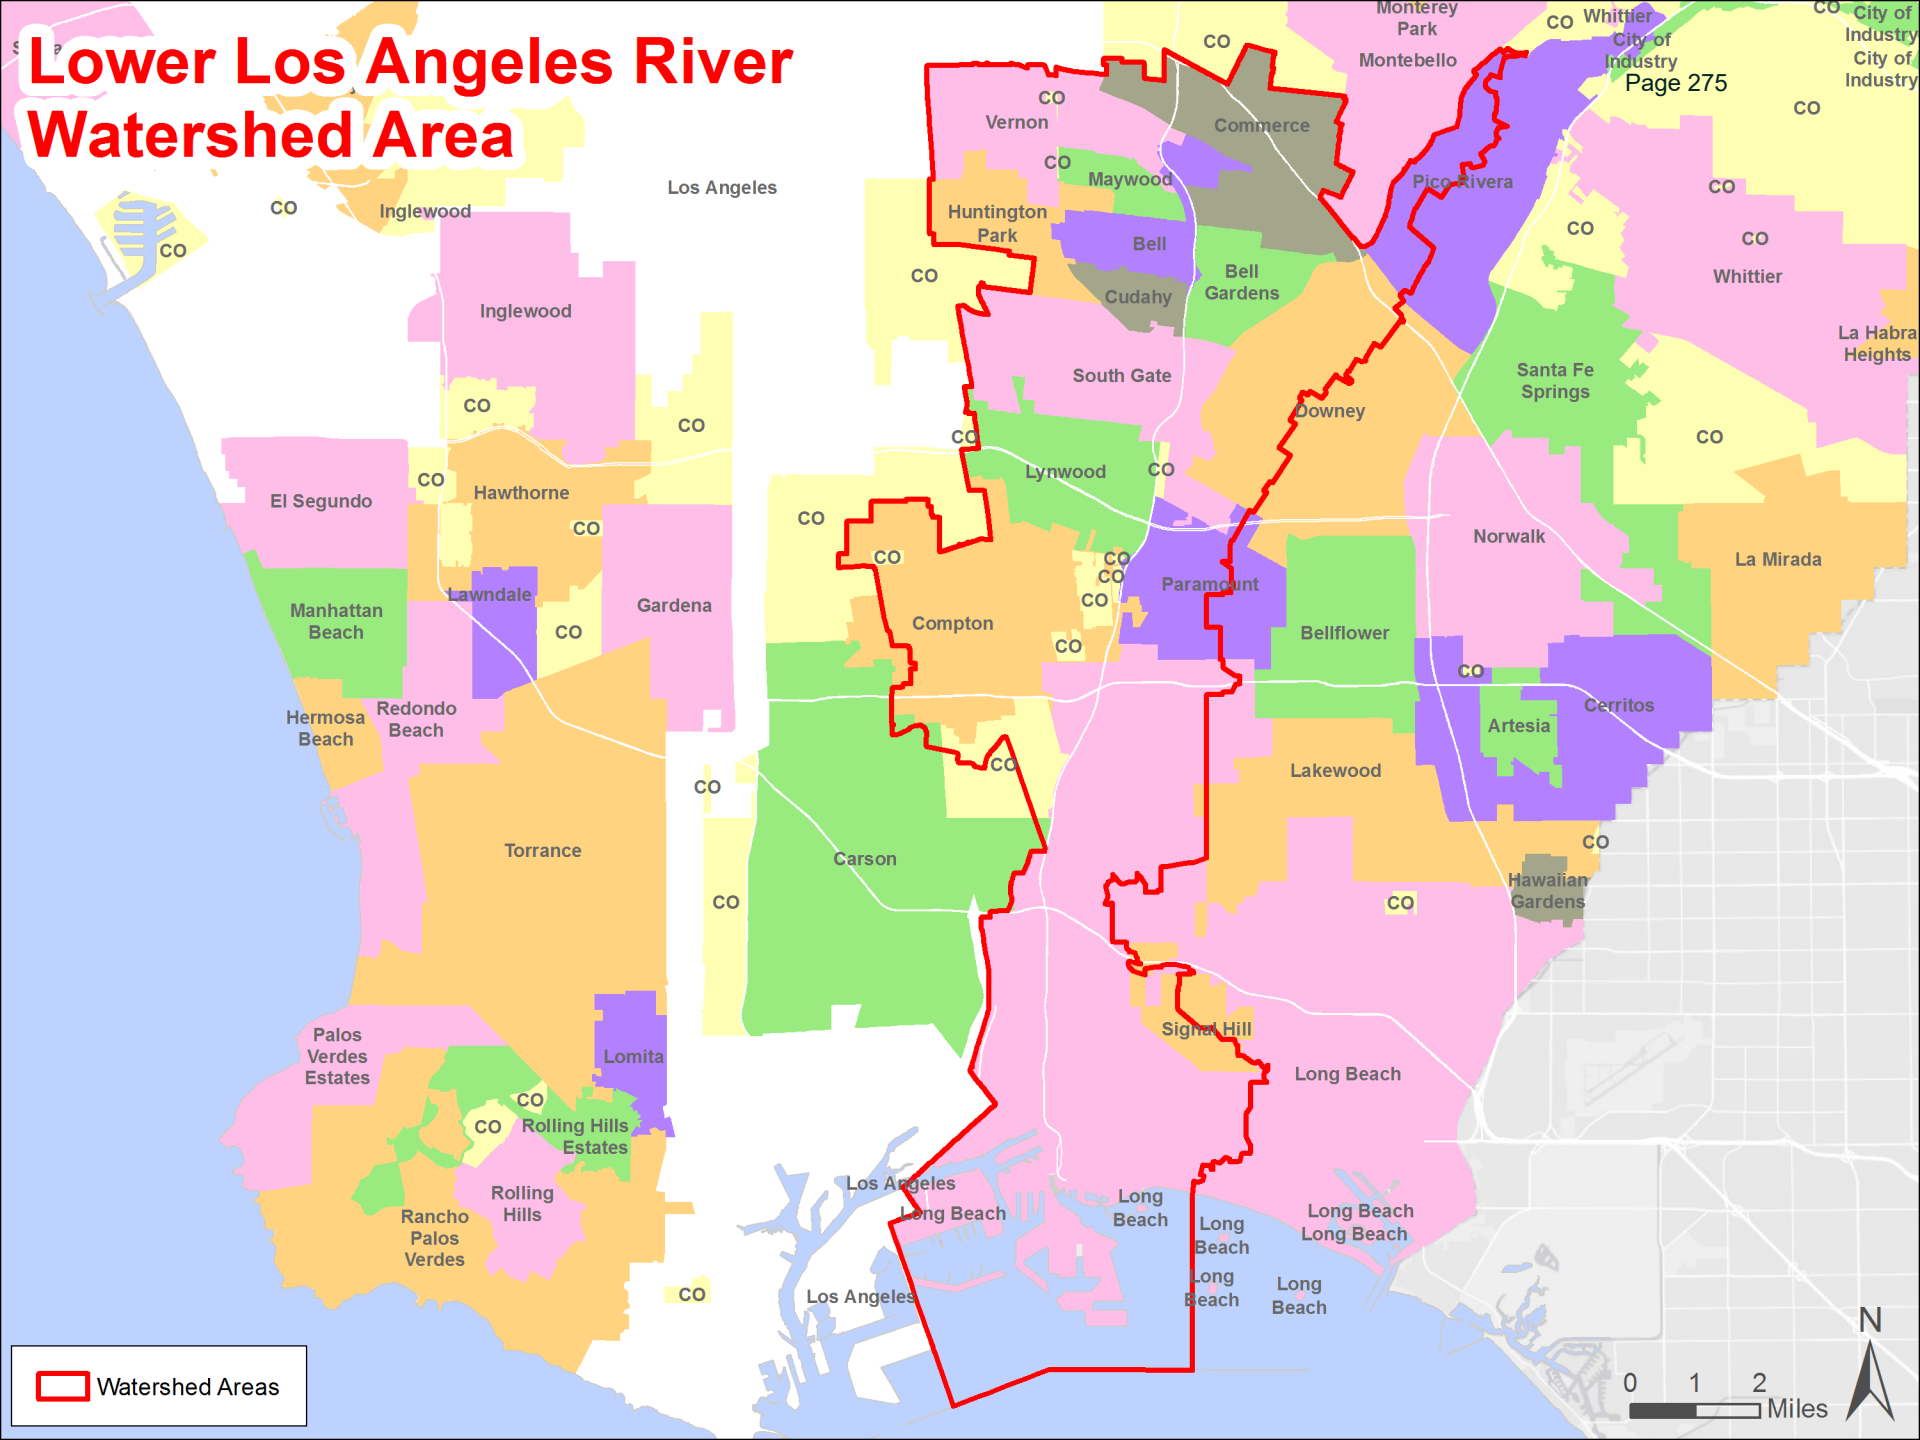 Lower Los Angeles River
Watershed Area
Page 275
Monterey
Park
Montebello
CO
CO
Whittier
City of
Industry
CO
City of
Industry
City of
Industry
CO
Commerce
CO
Vernon
CO
Maywood
Pico Rivera
CO
Los Angeles
CO
Inglewood
CO
Huntington
Park
Bell
CO
CO
Whittier
CO
Bell
Gardens
Cudahy
Inglewood
La Habra
Heights
South Gate
Santa Fe
Springs
Downey
CO
CO
CO
CO
Lynwood
CO
CO
Hawthorne
El Segundo
CO
CO
Norwalk
CO
CO
CO
La Mirada
Paramount
Lawndale
CO
Gardena
Manhattan
Beach
CO
Compton
Bellflower
CO
CO
Cerritos
Artesia
Redondo
Beach
Hermosa
Beach
CO
Lakewood
CO
Torrance
Carson
CO
Hawaiian
Gardens
CO
CO
Signal Hill
Palos
Verdes
Estates
Lomita
Long Beach
CO
CO
Rolling Hills
Estates
Los Angeles
Long Beach
Rolling
Hills
Rancho
Palos
Verdes
Long
Beach
Long
Beach
Long Beach
Long Beach
Long
Beach
Long
Beach
CO
Los Angeles
Watershed Areas
N
0 1 2
Miles